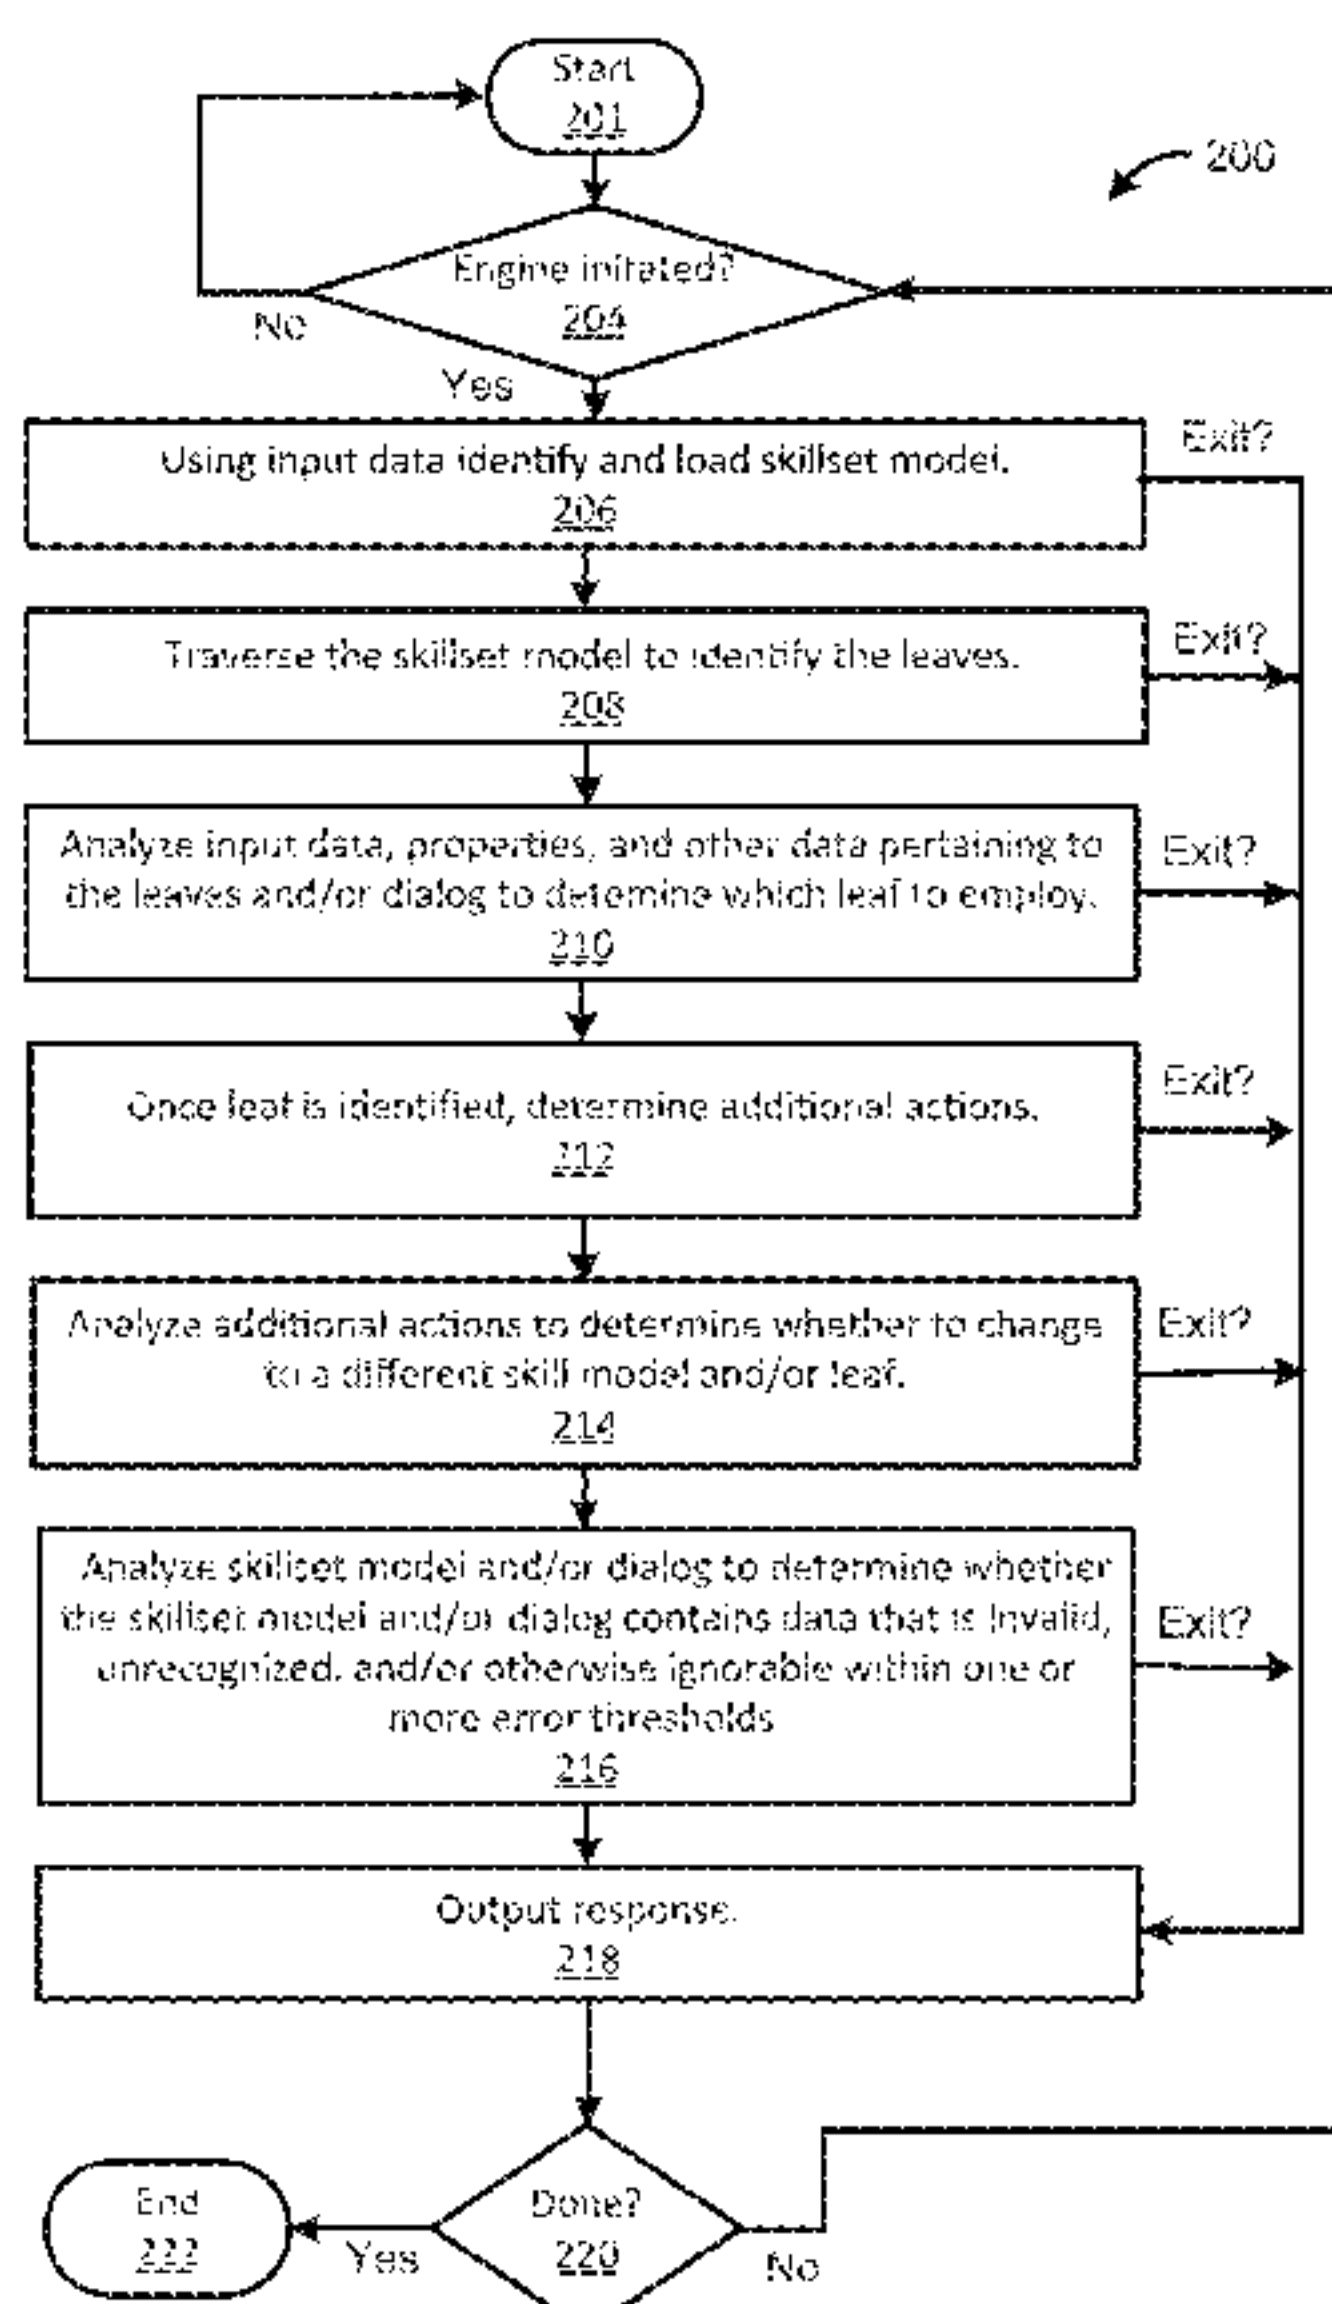 Start
201
200
Engine initated?
204
No
Yes
Using input data identify and load skillset model.
206
Exit?
Traverse the skillset model to identify the leaves.
208
Exit?
Analyze input data, properties, and other data pertaining to
the leaves and/or dialog to detemine which leaf to employ.
210
Exit?
Once leaf is identified, determine additional actions.
212
Exit?
Analyze additional actions to determine whether to change
to a different skill model and/or leaf.
214
Exit?
Analyze skillset model and/or dialog to determine whether
the skillset model and/or dialog contains data that is invalid,
unrecognized, and/or otherwise ignorable within one or
more error thresholds
216
Exit?
Output response.
218
Done?
220
Yes
No
End
222